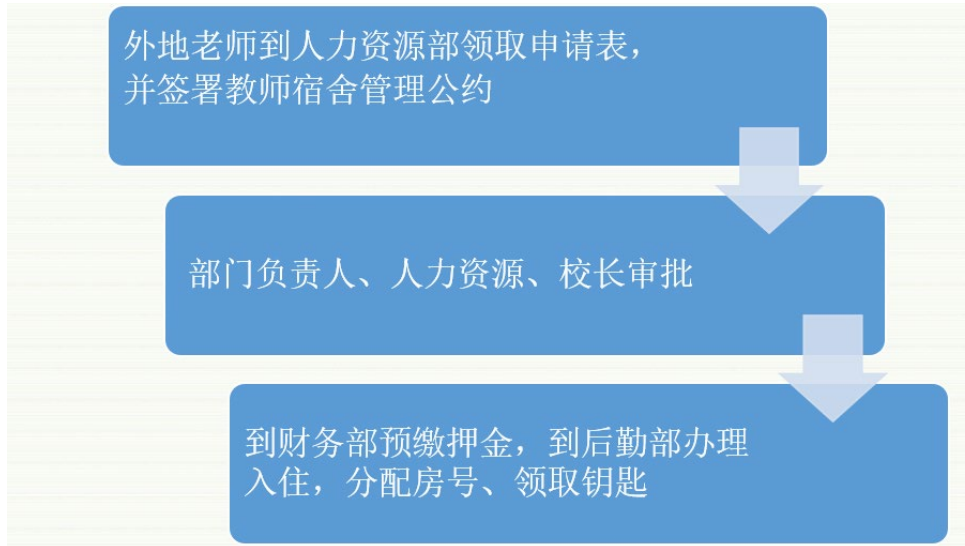 外地老师到人力资源部领取申请表，
并签署教师宿舍管理公约
部门负责人、人力资源、校长审批
到财务部预缴押金，到后勤部办理
入住，分配房号、领取钥匙